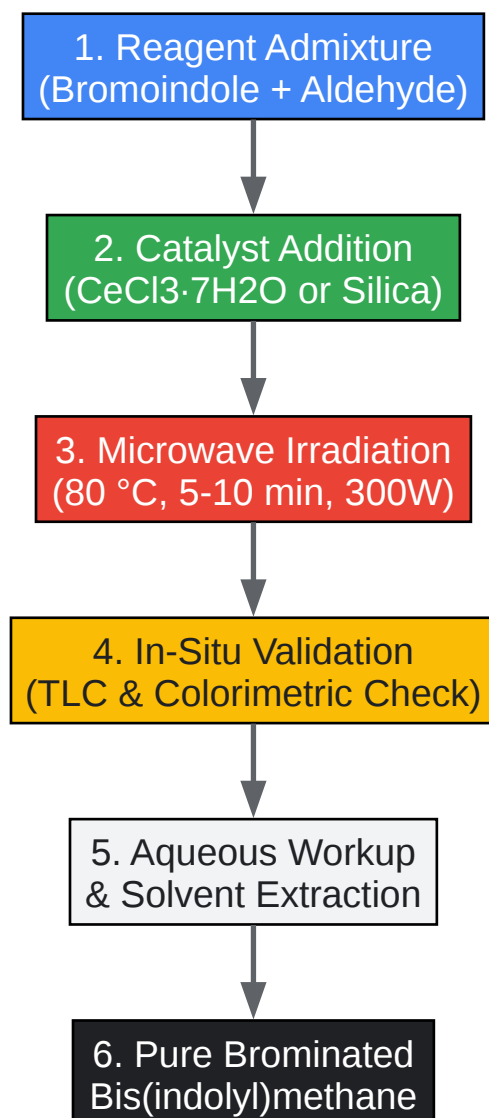 1. Reagent Admixture
(Bromoindole + Aldehyde)
2. Catalyst Addition
(CeCl3·7H2O or Silica)
3. Microwave Irradiation
(80 °C, 5-10 min, 300W)
4. In-Situ Validation
(TLC & Colorimetric Check)
5. Aqueous Workup
& Solvent Extraction
6. Pure Brominated
Bis(indolyl)methane